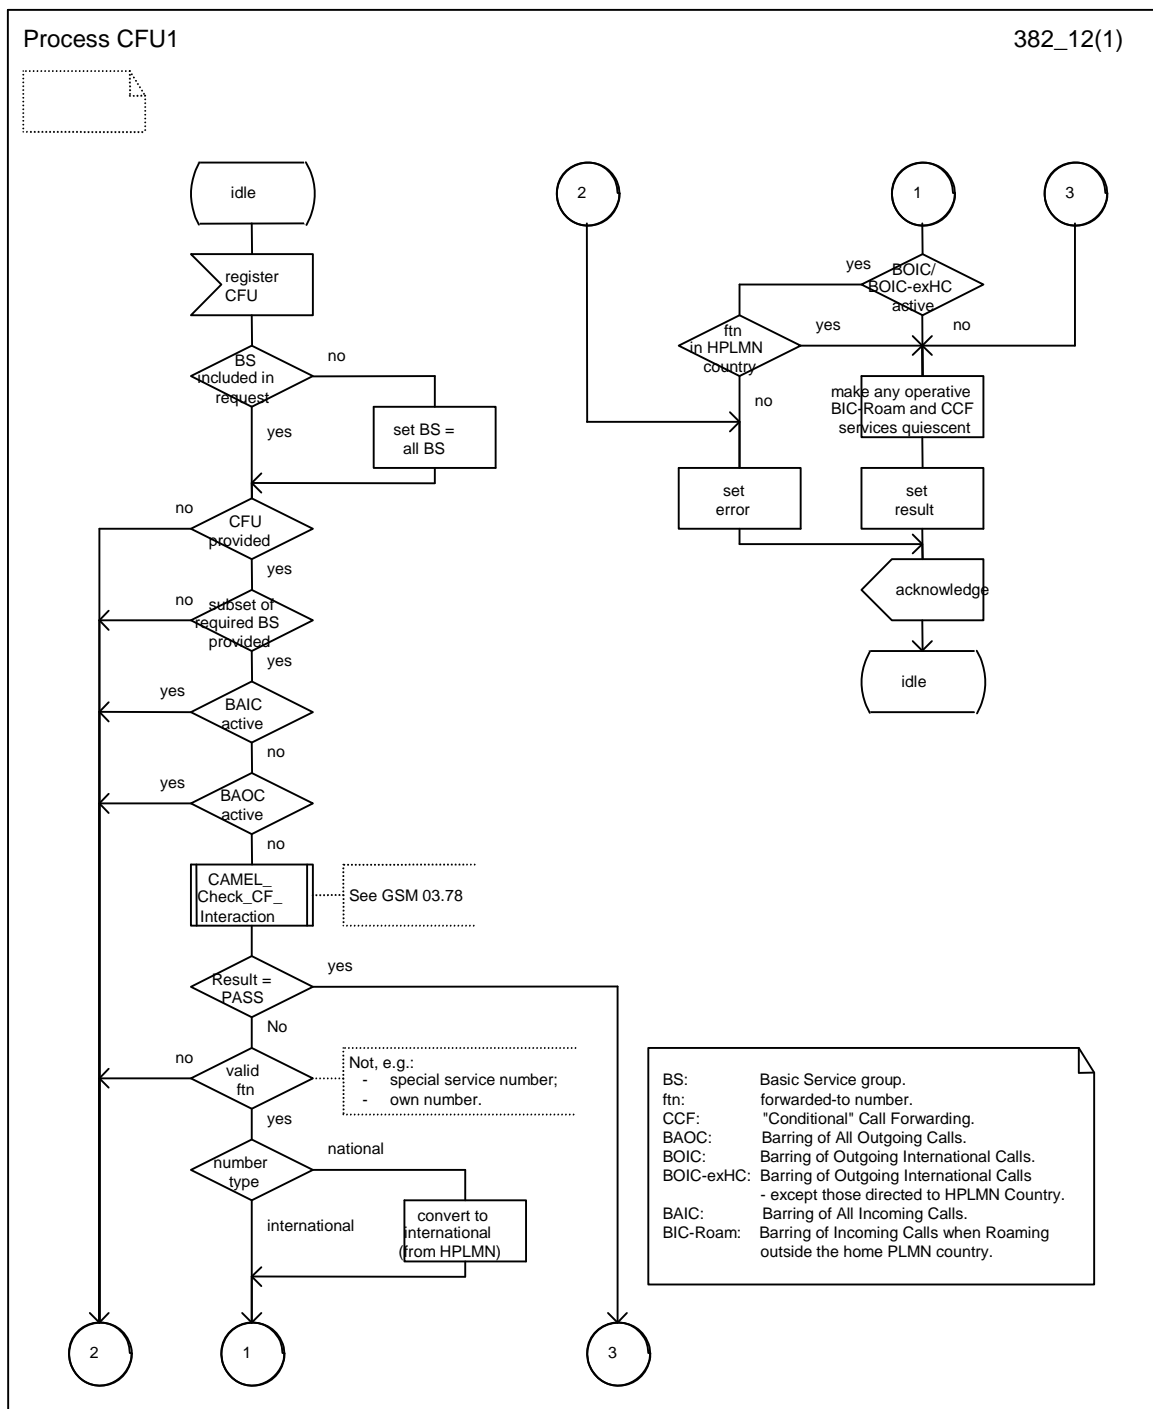 Process CFU1
382_12(1)
idle
register
CFU
BS
included in
request
no
yes
set BS =
all BS
no
CFU
provided
yes
no
subset of
required BS
provided
yes
yes
BAIC
active
no
yes
BAOC
active
no
CAMEL_
Check_CF_
Interaction
See GSM 03.78
Result =
PASS
yes
No
no
valid
ftn
Not, e.g.:
- special service number;
- own number.
yes
number
type
national
international
convert to
international
(from HPLMN)
2
1
3
2
1
3
yes
BOIC/
BOIC-exHC
active
no
ftn
in HPLMN
country
yes
no
make any operative
BIC-Roam and CCF
services quiescent
set
error
set
result
acknowledge
idle
BS: Basic Service group.
ftn: forwarded-to number.
CCF: "Conditional" Call Forwarding.
BAOC: Barring of All Outgoing Calls.
BOIC: Barring of Outgoing International Calls.
BOIC-exHC: Barring of Outgoing International Calls
- except those directed to HPLMN Country.
BAIC: Barring of All Incoming Calls.
BIC-Roam: Barring of Incoming Calls when Roaming
outside the home PLMN country.